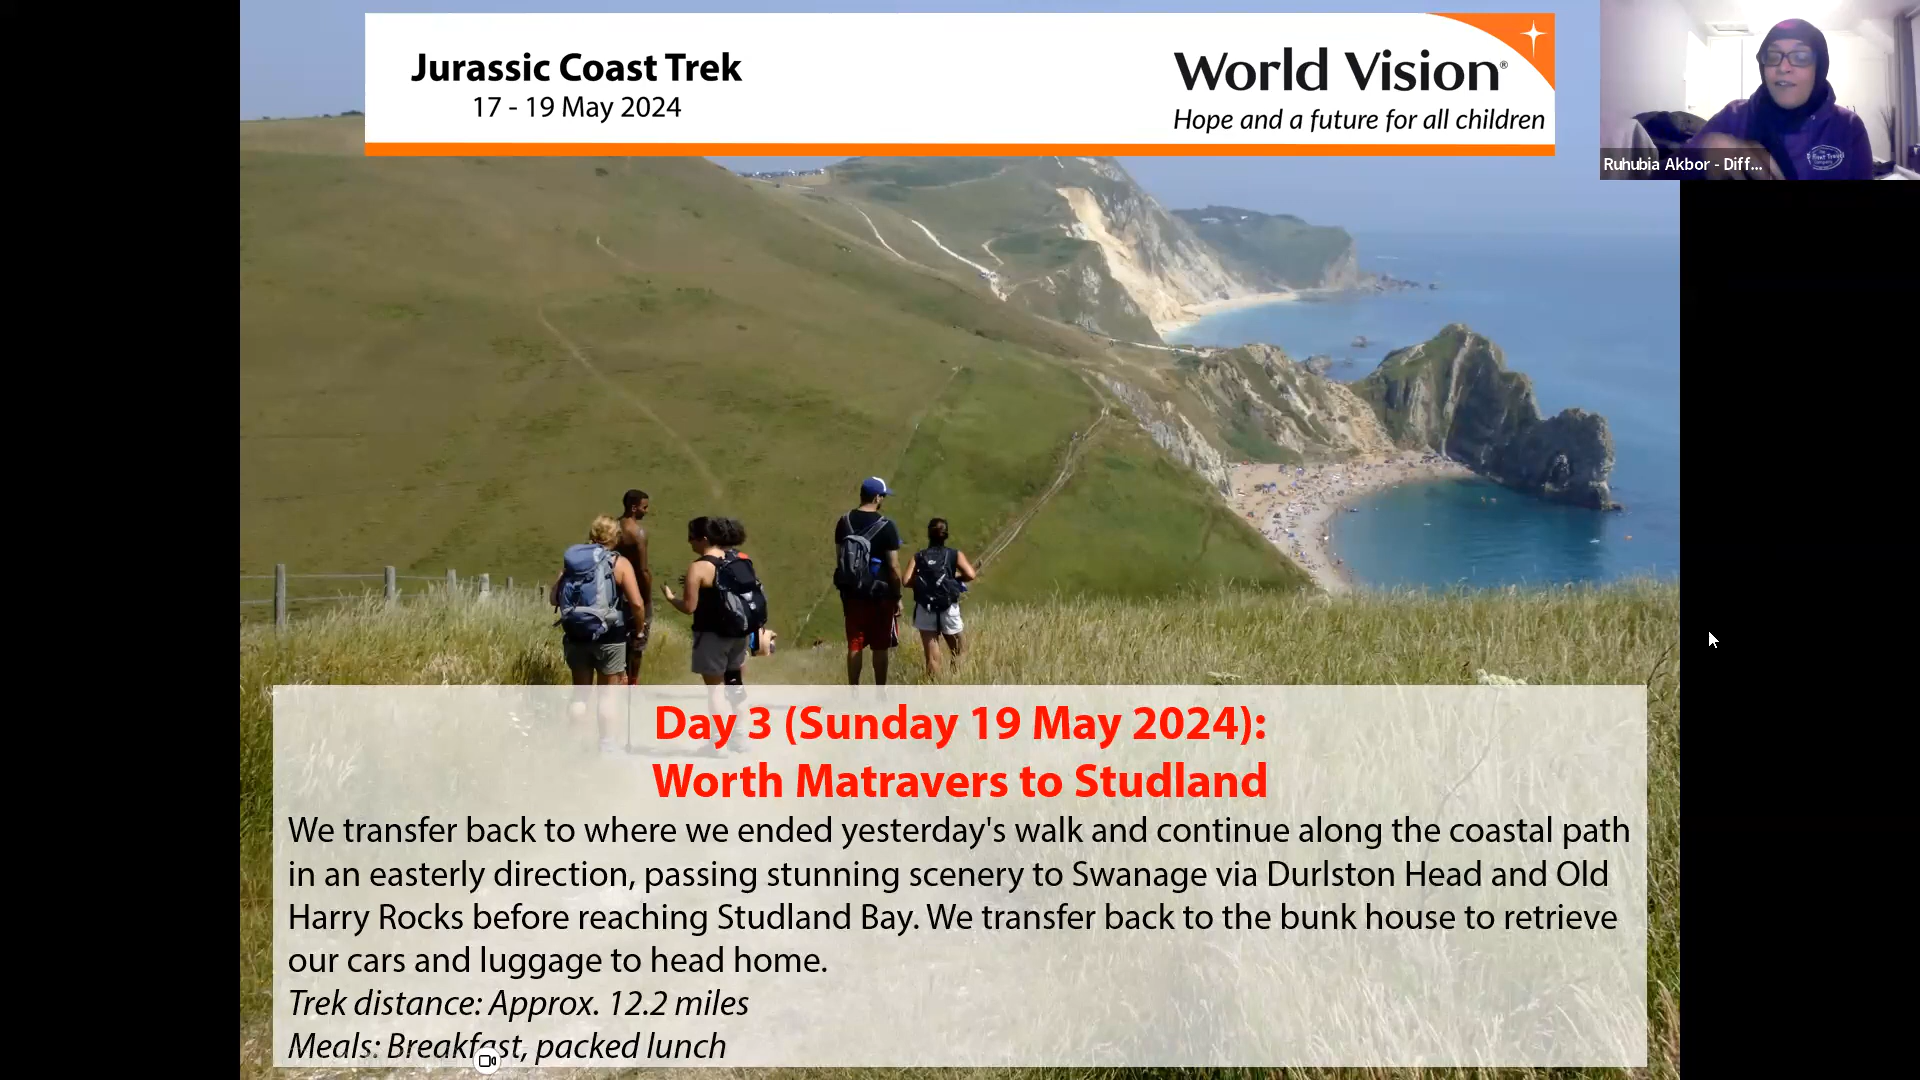 Jurassic Coast Trek
17 - 19 May 2024
World Vision®
Hope and a future for all children
Ruhubia Akbor - Diff...
Day 3 (Sunday 19 May 2024):
Worth Matravers to Studland
We transfer back to where we ended yesterday's walk and continue along the coastal path
in an easterly direction, passing stunning scenery to Swanage via Durlston Head and Old
Harry Rocks before reaching Studland Bay. We transfer back to the bunk house to retrieve
our cars and luggage to head home.
Trek distance: Approx. 12.2 miles
Meals: Breakfast, packed lunch